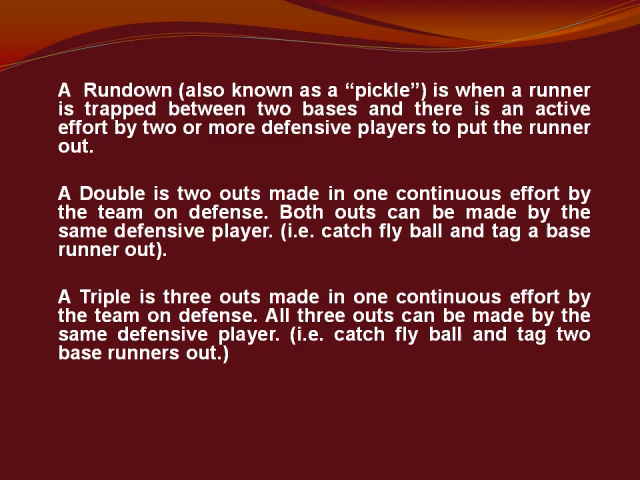 A  Rundown (also known as a “pickle”) is when a runner
is trapped between two bases and there is an active
effort by two or more defensive players to put the runner
out.
A Double is two outs made in one continuous effort by
the team on defense. Both outs can be made by the
same defensive player. (i.e. catch fly ball and tag a base
runner out).
A Triple is three outs made in one continuous effort by
the team on defense. All three outs can be made by the
same defensive player. (i.e. catch fly ball and tag two
base runners out.)